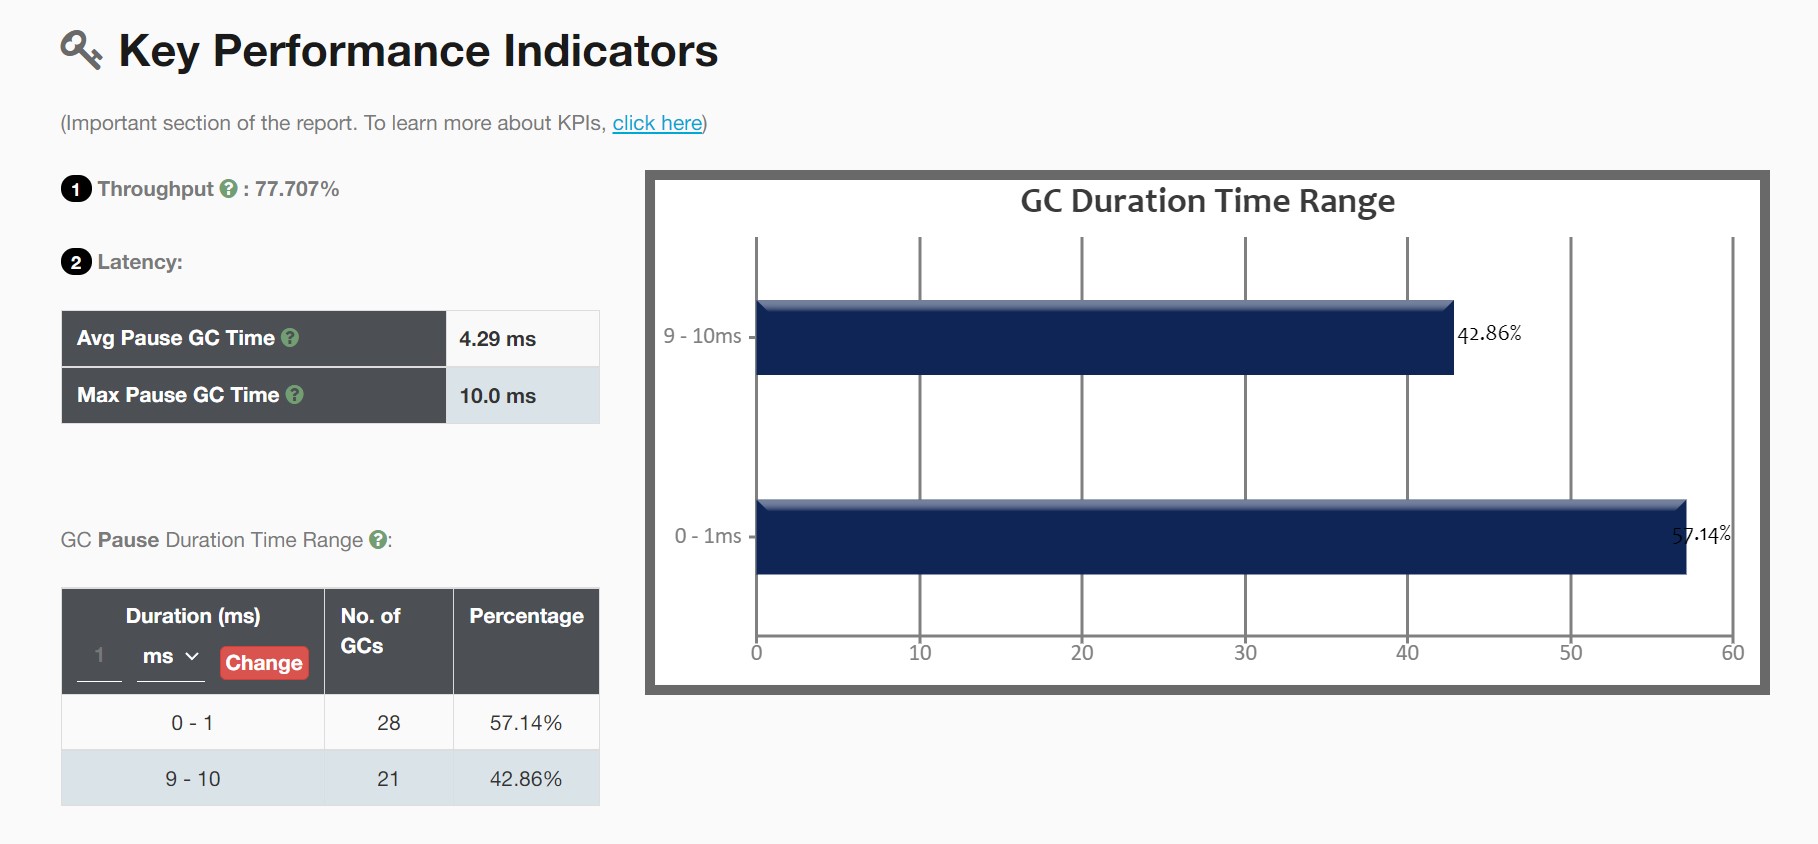 Key Performance Indicators
(Important section of the report. To learn more about KPIs, click here)
1 Throughput ? : 77.707%
2 Latency:
Avg Pause GC Time ? 4.29 ms
Max Pause GC Time ? 10.0 ms
GC Pause Duration Time Range ?:
Duration (ms) No. of GCs Percentage
1 ms Change
0 - 1 28 57.14%
9 - 10 21 42.86%
GC Duration Time Range
9 - 10ms 42.86%
0 - 1ms 57.14%
0 10 20 30 40 50 60